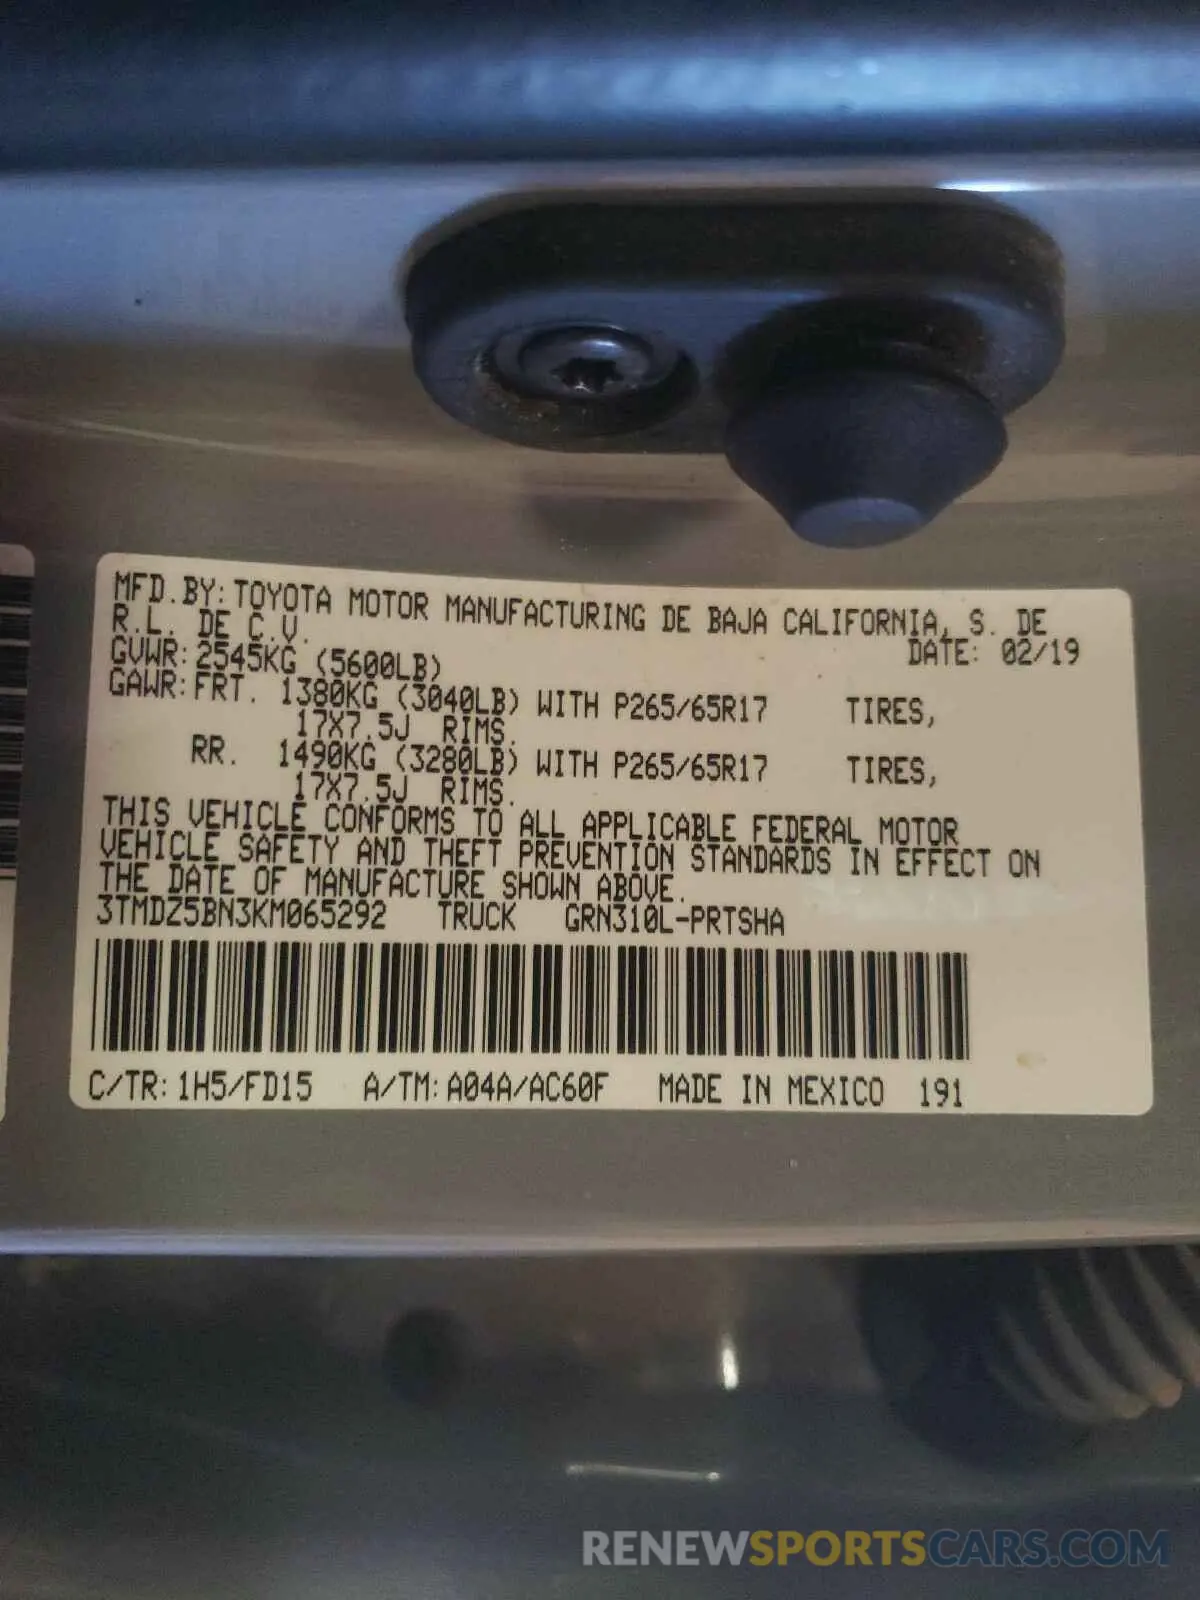 MFD.BY:TOYOTA MOTOR MANUFACTURING DE BAJA CALIFORNIA, S. DE
R.L. DE C.V.
DATE: 02/19
GVWR:2545KG (5600LB)
GAWR:FRT. 1380KG (3040LB) WITH P265/65R17 TIRES,
17X7.5J RIMS.
RR. 1490KG (3280LB) WITH P265/65R17 TIRES,
17X7.5J RIMS.
THIS VEHICLE CONFORMS TO ALL APPLICABLE FEDERAL MOTOR
VEHICLE SAFETY AND THEFT PREVENTION STANDARDS IN EFFECT ON
THE DATE OF MANUFACTURE SHOWN ABOVE.
3TMDZ5BN3KM065292 TRUCK GRN310L-PRTSHA
C/TR:1H5/FD15 A/TM:A04A/AC60F MADE IN MEXICO 191
RENEWSPORTSCARS.COM